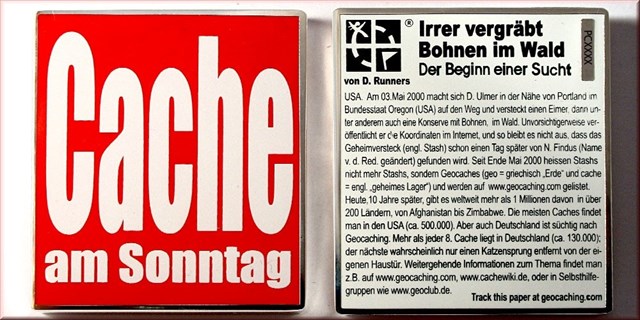 Cache
am Sonntag
®
Irrer vergräbt
Bohnen im Wald
Der Beginn einer Sucht
PCXXXX
von D. Runners
USA. Am 03.Mai 2000 macht sich D. Ulmer in der Nähe von Portland im
Bundesstaat Oregon (USA) auf den Weg und versteckt einen Eimer, dann un-
ter anderem auch eine Konserve mit Bohnen, im Wald. Unvorsichtigerweise ver-
öffentlicht er die Koordinaten im Internet, und so bleibt es nicht aus, dass das
Geheimversteck (engl. Stash) schon einen Tag später von N. Findus (Name
v. d. Red. geändert) gefunden wird. Seit Ende Mai 2000 heissen Stashs
nicht mehr Stashs, sondern Geocaches (geo = griechisch „Erde“ und cache
= engl. „geheimes Lager“) und werden auf www.geocaching.com gelistet.
Heute,10 Jahre später, gibt es weltweit mehr als 1 Millionen davon in über
200 Ländern, von Afghanistan bis Zimbabwe. Die meisten Caches findet
man in den USA (ca. 500.000). Aber auch Deutschland ist süchtig nach
Geocaching. Mehr als jeder 8. Cache liegt in Deutschland (ca. 130.000);
der nächste wahrscheinlich nur einen Katzensprung entfernt von der ei-
genen Haustür. Weitergehende Informationen zum Thema findet man
z.B. auf www.geocaching.com, www.cachewiki.de, oder in Selbsthilfe-
gruppen wie www.geoclub.de.
Track this paper at geocaching.com